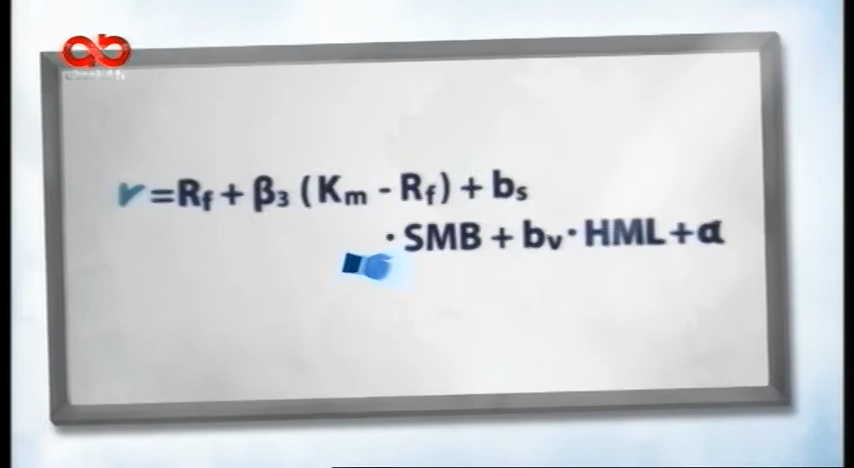 r=Rf+β3 (Km - Rf)+bs
·SMB+bv·HML+α